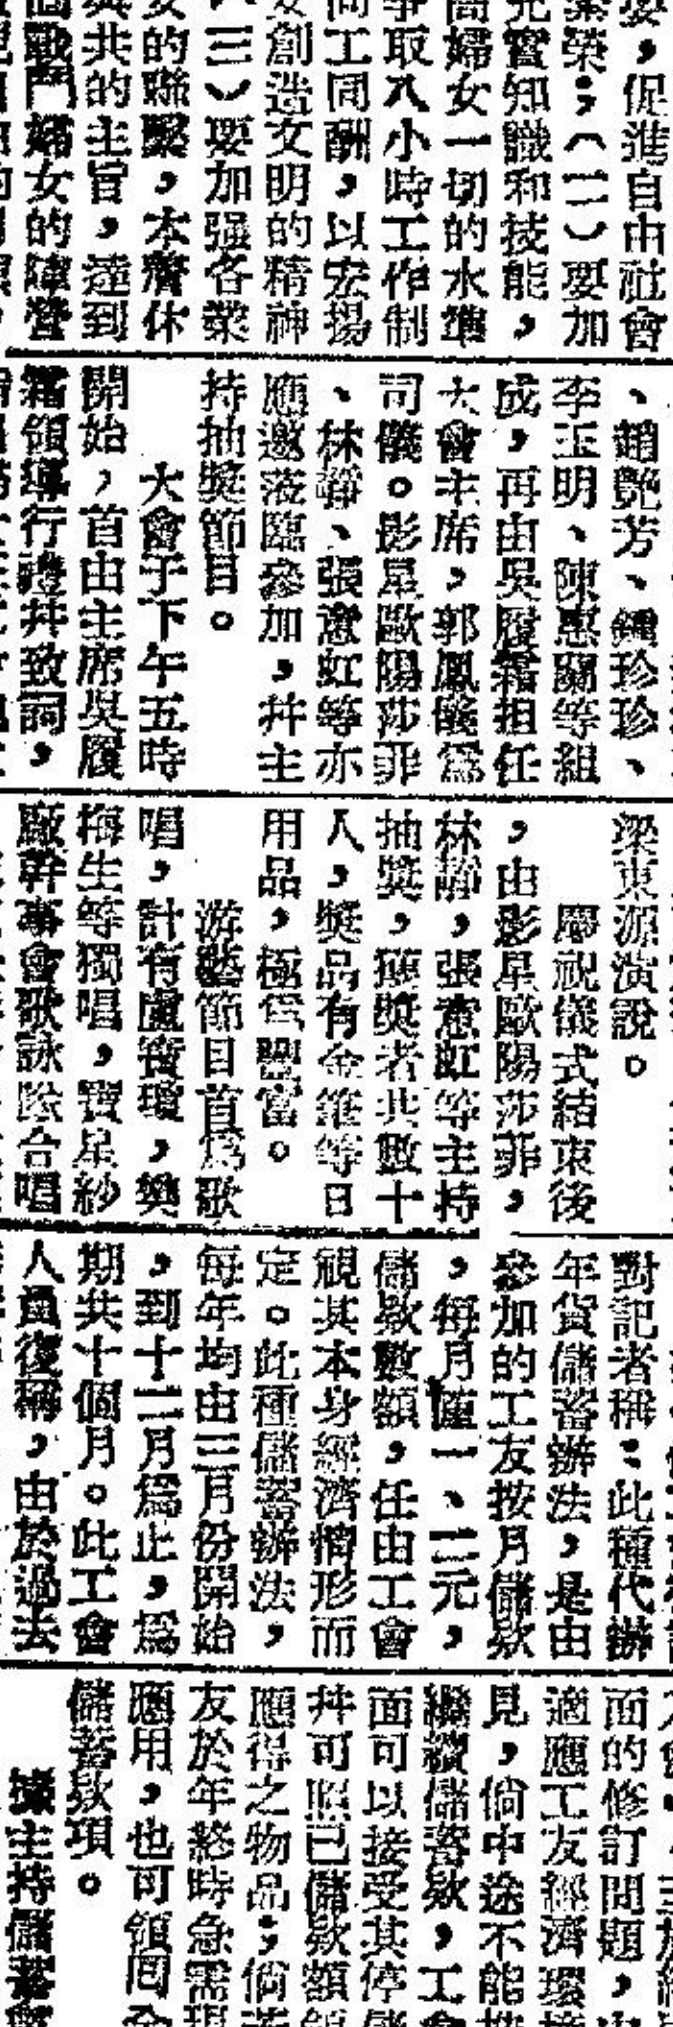 要，促進自由社會
繁榮；（二）要加
充實知識和技能，
高婦女一切的水準
爭取八小時工作制
同工同酬，以宏揚
創造文明的精神
（三）要加强各業
女的聯繫，本齊休
與共的主旨，達到
個戰鬥婦女的陣營
、趙艷芳、鍾珍珍、
李玉明、陳惠蘭等組
成，再由吳履霜担任
大會主席，郭鳳儀爲
司儀。影星歐陽莎菲
、林靜、張意虹等亦
應邀蒞臨參加，幷主
持抽獎節目。
大會于下午五時
開始，首由主席吳履
霜領導行禮幷致詞，
梁東源演說。
慶祝儀式結束後
，由影星歐陽莎菲，
林靜，張意虹等主持
抽獎，獲獎者共數十
人，獎品有金錐等日
用品，極爲豐富。
游藝節目首爲歌
唱，計有盧寶瓊，樊
梅生等獨唱，寶星紗
廠幹事會歌詠隊合唱
對記者稱：此種代辦
年貨儲蓄辦法，是由
參加的工友按月儲欵
，每月僅一、二元，
儲欵數額，任由工會
視其本身經濟情形而
定。此種儲蓄辦法，
每年均由三月份開始
，到十二月爲止，爲
期共十個月。此工會
人員復稱，由於過去
面的修訂問題，
適應工友經濟環境
見，倘中途不能
繼續儲蓄欵，工會
面可以接受其停儲
幷可照已儲欵額
應得之物品；倘若
友於年終時急需現
應用，也可領囘全
儲蓄欵項。
據主持儲蓄會